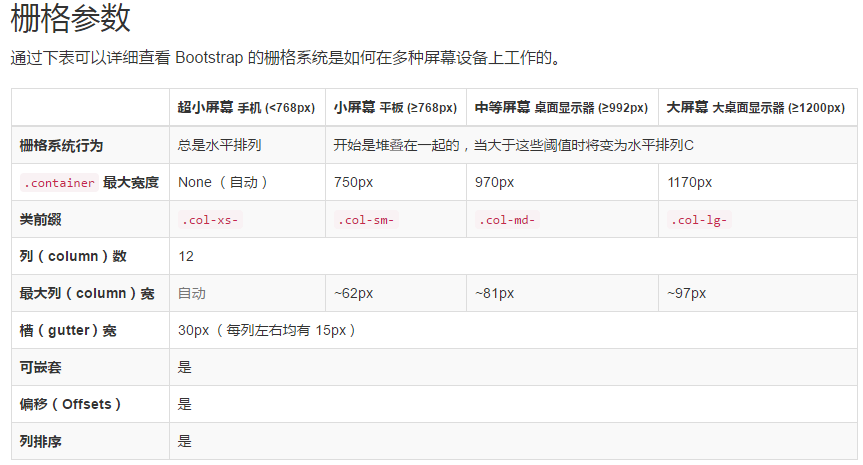 栅格参数
通过下表可以详细查看 Bootstrap 的栅格系统是如何在多种屏幕设备上工作的。
超小屏幕 手机 (<768px) 小屏幕 平板 (≥768px) 中等屏幕 桌面显示器 (≥992px) 大屏幕 大桌面显示器 (≥1200px)
栅格系统行为 总是水平排列 开始是堆叠在一起的，当大于这些阈值时将变为水平排列C
.container 最大宽度 None （自动） 750px 970px 1170px
类前缀 .col-xs- .col-sm- .col-md- .col-lg-
列（column）数 12
最大列（column）宽 自动 ~62px ~81px ~97px
槽（gutter）宽 30px （每列左右均有 15px）
可嵌套 是
偏移（Offsets） 是
列排序 是